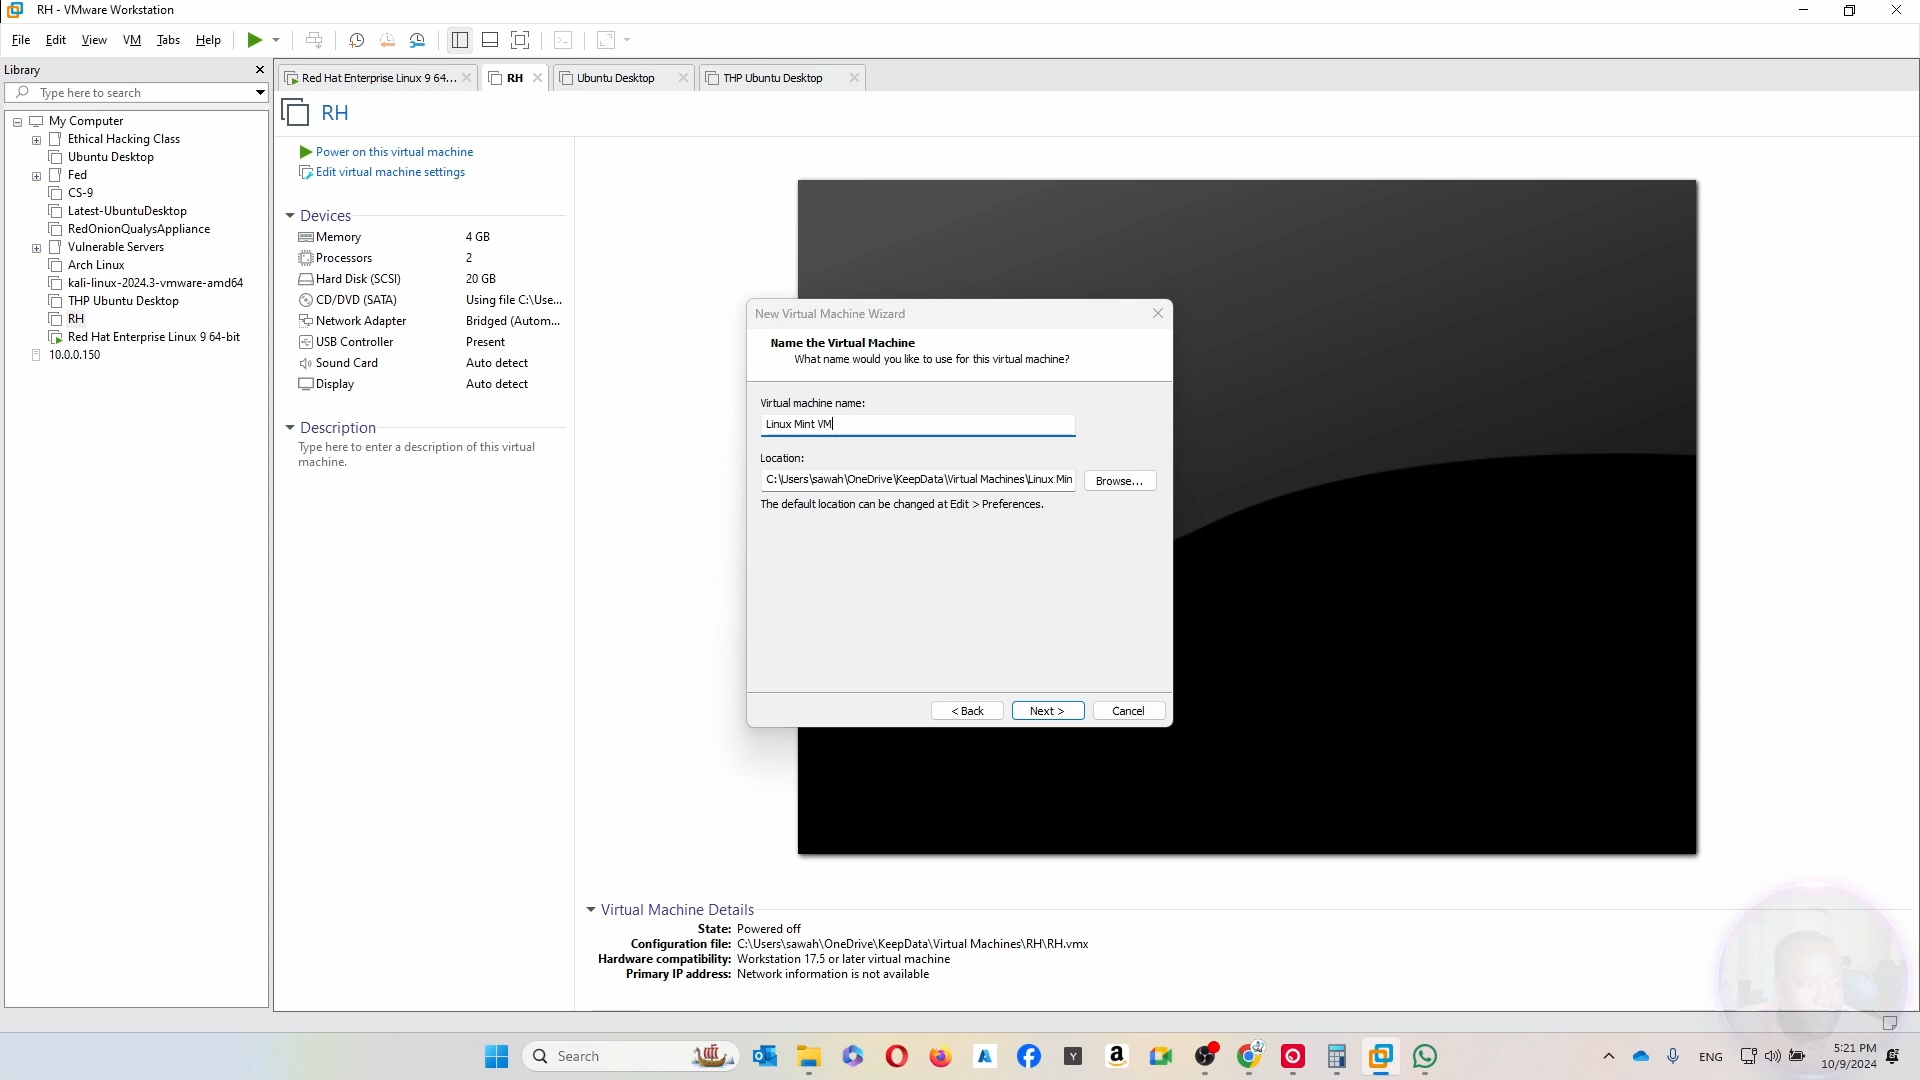 RH - VMware Workstation
File Edit View VM Tabs Help
Library
Type here to search
My Computer
Ethical Hacking Class
Ubuntu Desktop
Fed
CS-9
Latest-UbuntuDesktop
RedOnionQualysAppliance
Vulnerable Servers
Arch Linux
kali-linux-2024.3-vmware-amd64
THP Ubuntu Desktop
RH
Red Hat Enterprise Linux 9 64-bit
10.0.0.150
Red Hat Enterprise Linux 9 64... RH Ubuntu Desktop THP Ubuntu Desktop
RH
Power on this virtual machine
Edit virtual machine settings
Devices
Memory 4 GB
Processors 2
Hard Disk (SCSI) 20 GB
CD/DVD (SATA) Using file C:\Use...
Network Adapter Bridged (Autom...
USB Controller Present
Sound Card Auto detect
Display Auto detect
Description
Type here to enter a description of this virtual
machine.
New Virtual Machine Wizard
Name the Virtual Machine
What name would you like to use for this virtual machine?
Virtual machine name:
Linux Mint VM
Location:
C:\Users\sawah\OneDrive\KeepData\Virtual Machines\Linux Min
Browse...
The default location can be changed at Edit > Preferences.
< Back Next > Cancel
Virtual Machine Details
State: Powered off
Configuration file: C:\Users\sawah\OneDrive\KeepData\Virtual Machines\RH\RH.vmx
Hardware compatibility: Workstation 17.5 or later virtual machine
Primary IP address: Network information is not available
Search
ENG
5:21 PM
10/9/2024